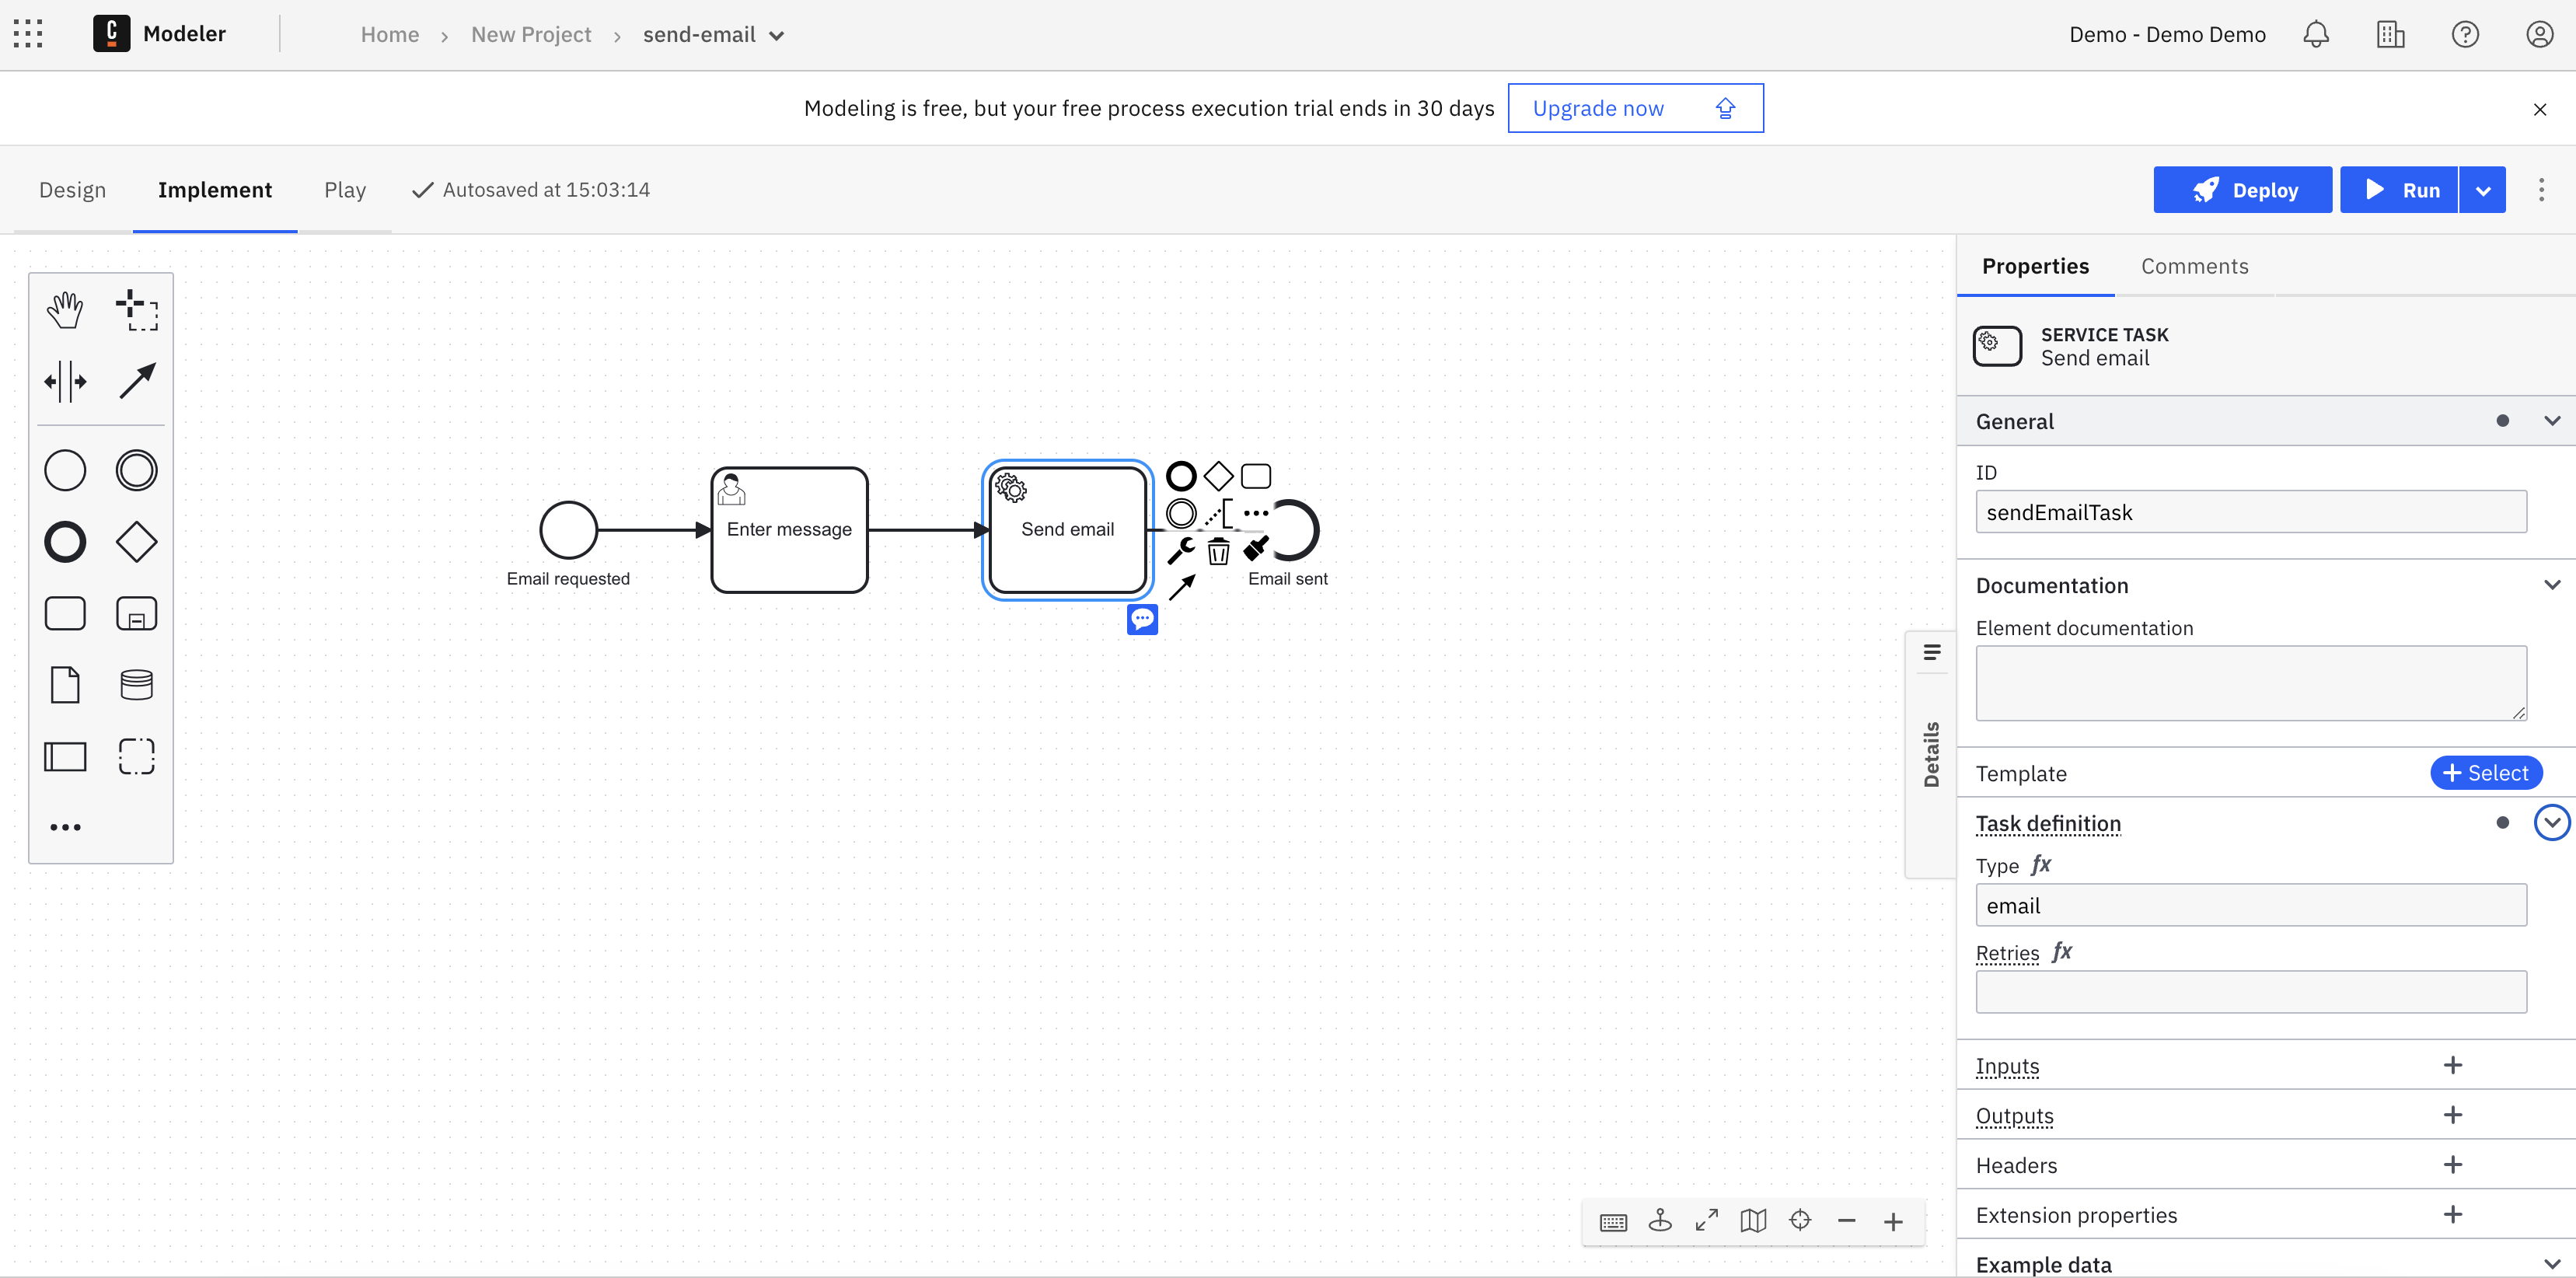 Modeler
Home > New Project > send-email
Demo - Demo Demo
Modeling is free, but your free process execution trial ends in 30 days
Upgrade now
Design
Implement
Play
Autosaved at 15:03:14
Deploy
Run
Properties
Comments
SERVICE TASK
Send email
General
ID
sendEmailTask
Documentation
Element documentation
Template
Select
Task definition
Type fx
email
Retries fx
Inputs
Outputs
Headers
Extension properties
Example data
Enter message
Send email
Email requested
Email sent
Details